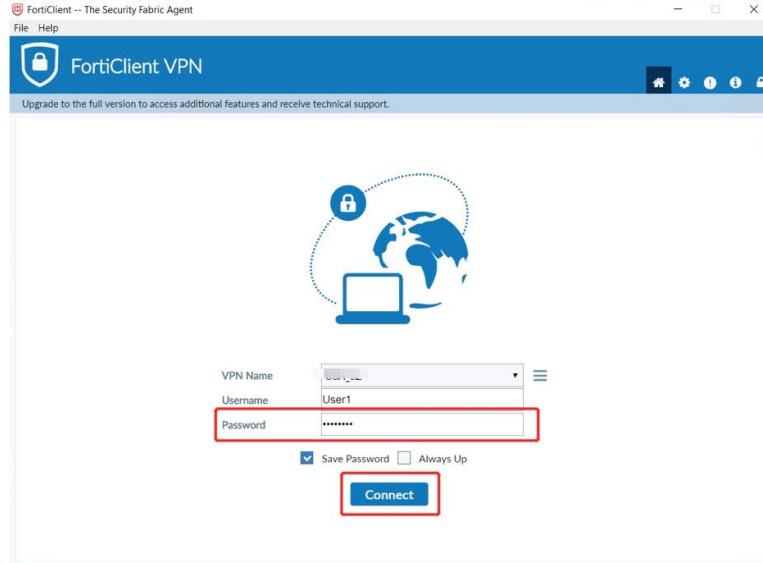 FortiClient -- The Security Fabric Agent
File Help
FortiClient VPN
Upgrade to the full version to access additional features and receive technical support.
VPN Name
Username User1
Password ••••••••
Save Password Always Up
Connect